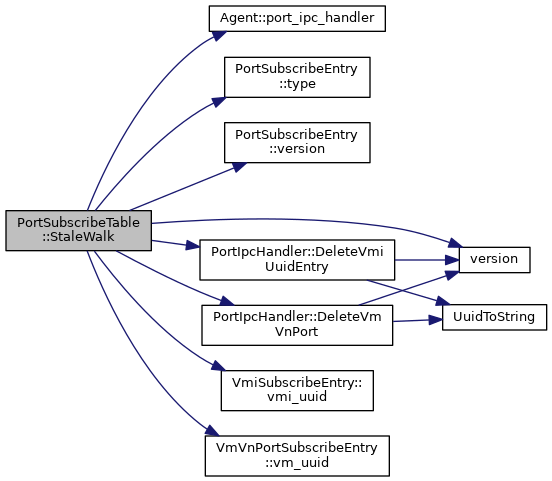 Agent::port_ipc_handler
PortSubscribeEntry
::type
PortSubscribeEntry
::version
PortSubscribeTable
::StaleWalk
PortIpcHandler::DeleteVmi
UuidEntry
version
PortIpcHandler::DeleteVm
VnPort
UuidToString
VmiSubscribeEntry::
vmi_uuid
VmVnPortSubscribeEntry
::vm_uuid